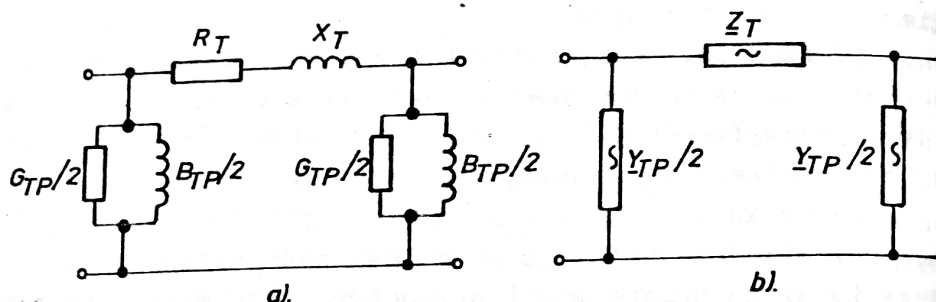 R_T
X_T
G_TP/2
B_TP/2
G_TP/2
B_TP/2
a).
Z_T
Y_TP/2
Y_TP/2
b).